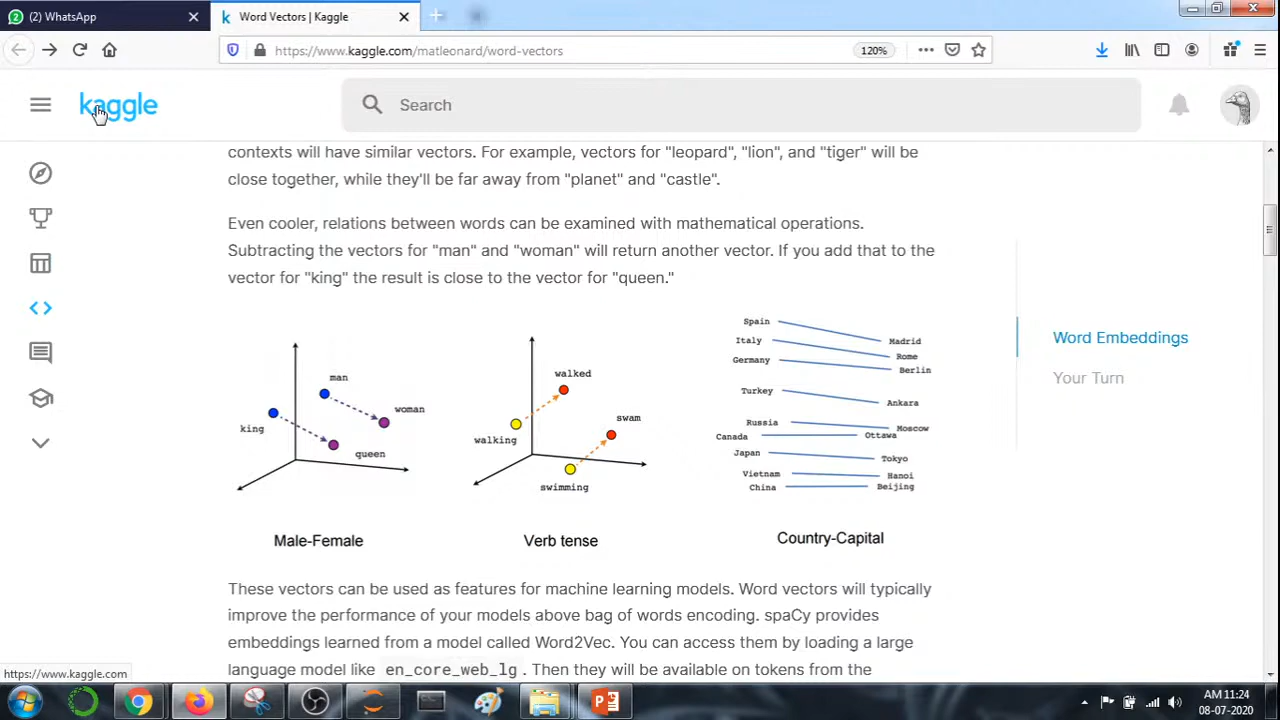 (2) WhatsApp
Word Vectors | Kaggle
https://www.kaggle.com/matleonard/word-vectors
120%
kaggle
Search
contexts will have similar vectors. For example, vectors for "leopard", "lion", and "tiger" will be
close together, while they'll be far away from "planet" and "castle".
Even cooler, relations between words can be examined with mathematical operations.
Subtracting the vectors for "man" and "woman" will return another vector. If you add that to the
vector for "king" the result is close to the vector for "queen."
Word Embeddings
Your Turn
man
woman
king
queen
Male-Female
walked
swam
walking
swimming
Verb tense
Spain
Madrid
Italy
Rome
Germany
Berlin
Turkey
Ankara
Russia
Moscow
Canada
Ottawa
Japan
Tokyo
Vietnam
Hanoi
China
Beijing
Country-Capital
These vectors can be used as features for machine learning models. Word vectors will typically
improve the performance of your models above bag of words encoding. spaCy provides
embeddings learned from a model called Word2Vec. You can access them by loading a large
language model like en_core_web_lg. Then they will be available on tokens from the
https://www.kaggle.com
AM 11:24
08-07-2020